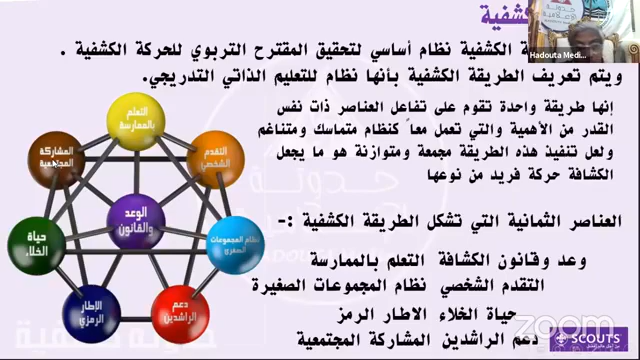 الكشفية
الكشفية نظام أساسي لتحقيق المقترح التربوي للحركة الكشفية .
ويتم تعريف الطريقة الكشفية بأنها نظام للتعليم الذاتي التدريجي.
إنها طريقة واحدة تقوم على تفاعل العناصر ذات نفس
القدر من الأهمية والتي تعمل معاً كنظام متماسك ومتناغم
ولعل تنفيذ هذه الطريقة مجمعة ومتوازنة هو ما يجعل
الكشافة حركة فريد من نوعها
العناصر الثمانية التي تشكل الطريقة الكشفية :-
وعد وقانون الكشافة التعلم بالممارسة
التقدم الشخصي نظام المجموعات الصغيرة
حياة الخلاء الاطار الرمز
دعم الراشدين المشاركة المجتمعية
التعلم
بالممارسة
التقدم
الشخصي
المشاركة
المجتمعية
الوعد
والقانون
نظام المجموعات
الصغرى
حياة
الخلاء
الإطار
الرمزي
دعم
الراشدين
Hadouta Medi...
zoom
SCOUTS